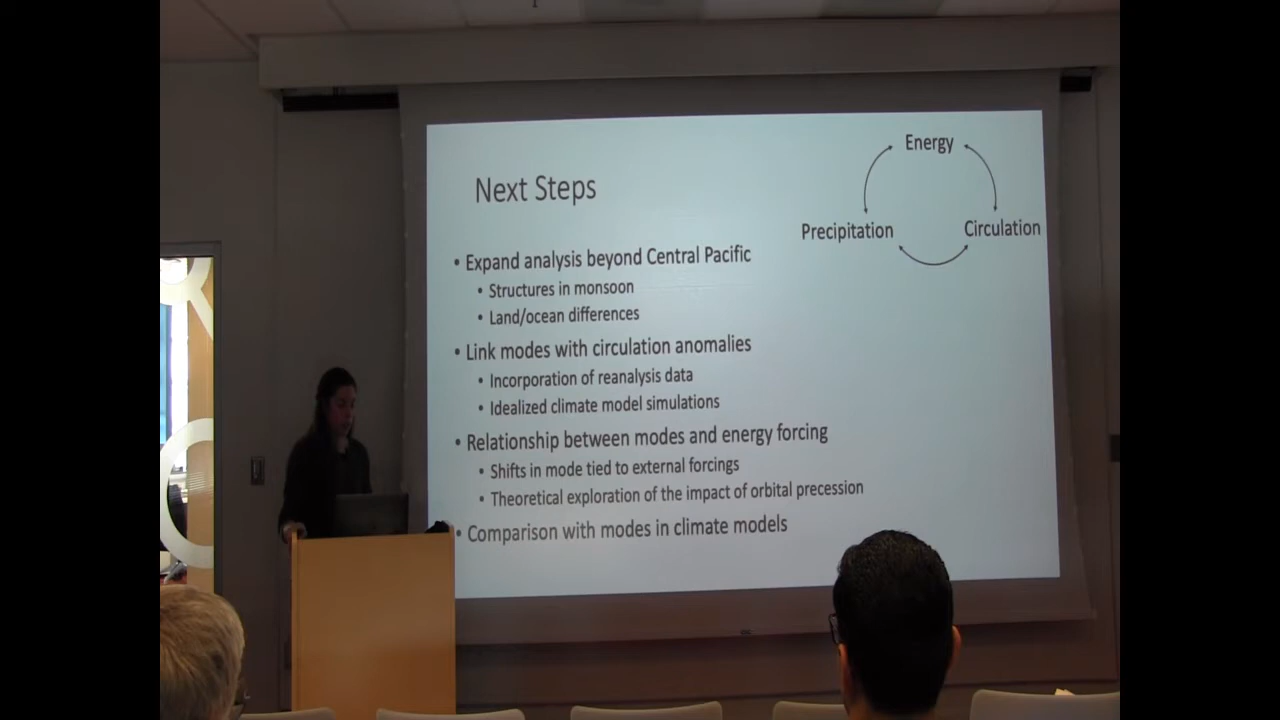 Energy
Next Steps
Precipitation
Circulation
• Expand analysis beyond Central Pacific
• Structures in monsoon
• Land/ocean differences
• Link modes with circulation anomalies
• Incorporation of reanalysis data
• Idealized climate model simulations
• Relationship between modes and energy forcing
• Shifts in mode tied to external forcings
• Theoretical exploration of the impact of orbital precession
• Comparison with modes in climate models